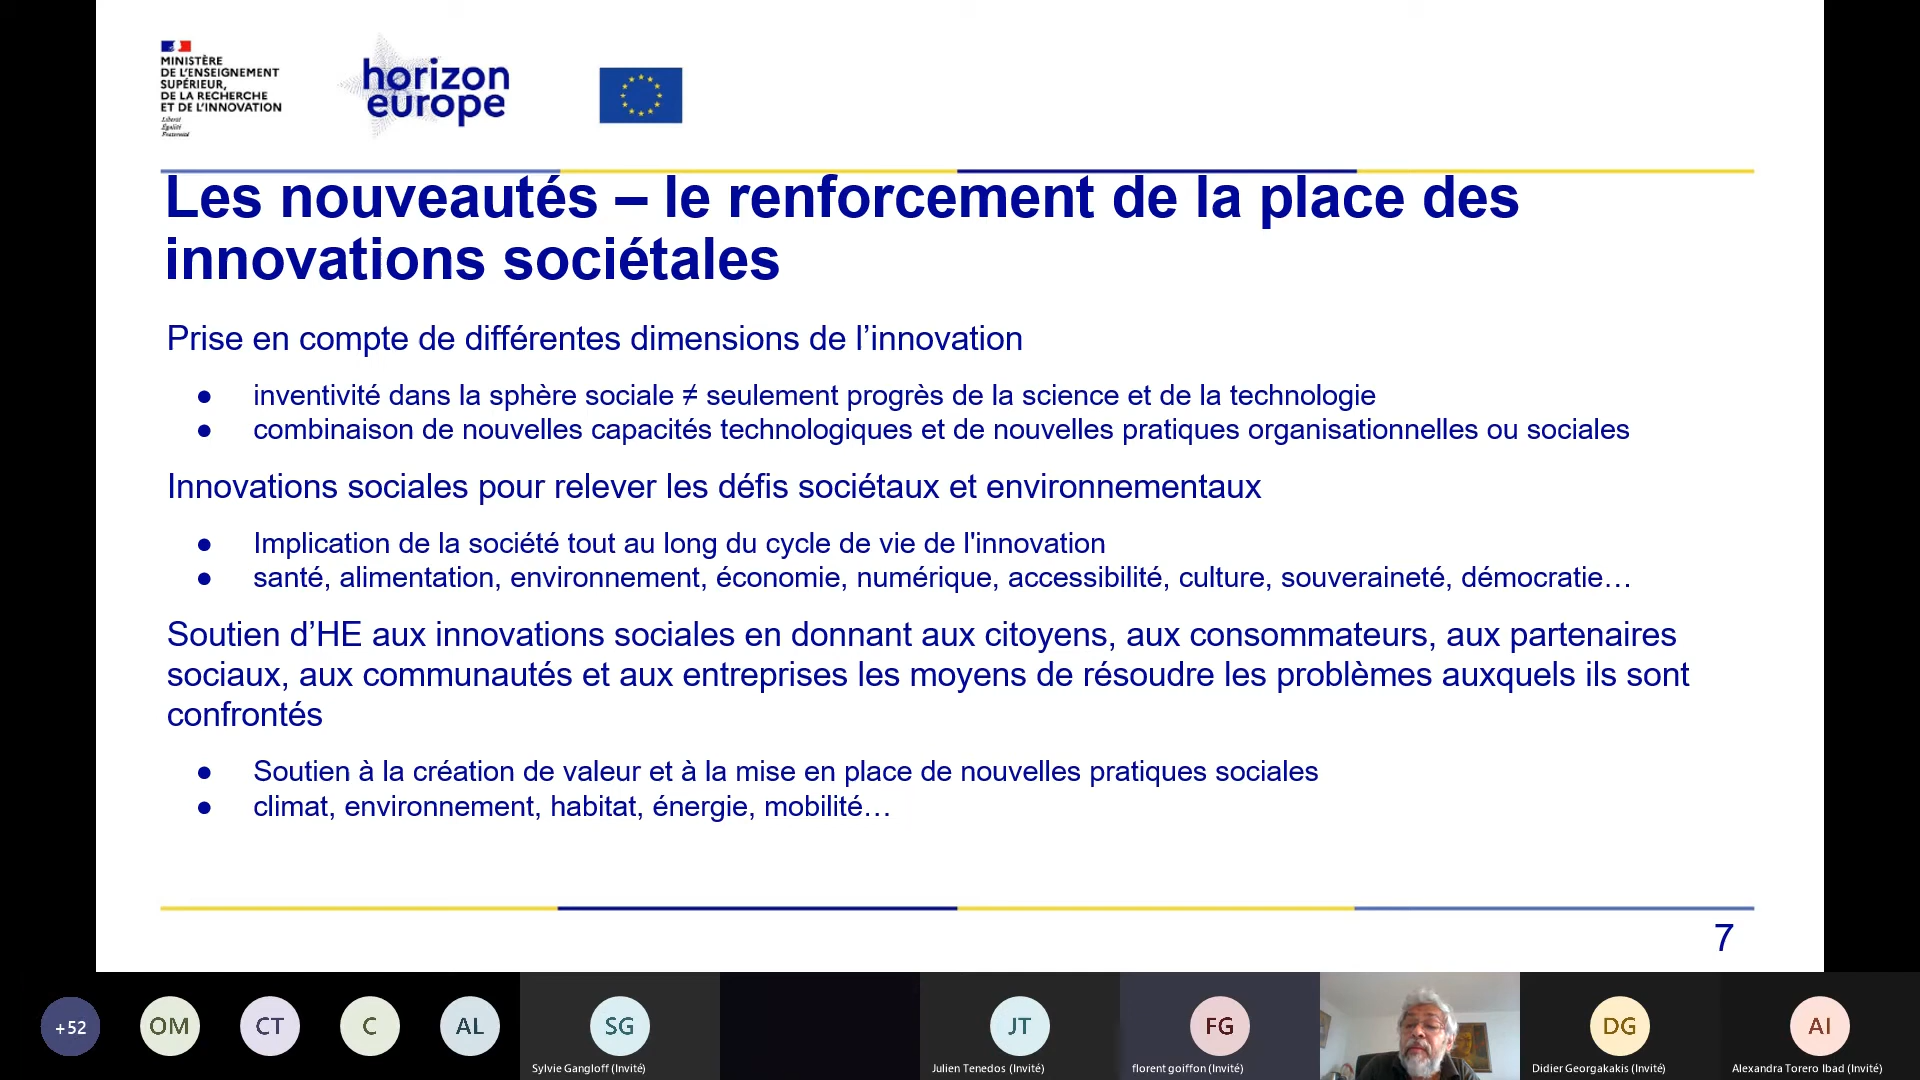 MINISTÈRE
DE L'ENSEIGNEMENT
SUPÉRIEUR,
DE LA RECHERCHE
ET DE L'INNOVATION
Liberté
Égalité
Fraternité
horizon
europe
Les nouveautés – le renforcement de la place des
innovations sociétales
Prise en compte de différentes dimensions de l’innovation
● inventivité dans la sphère sociale ≠ seulement progrès de la science et de la technologie
● combinaison de nouvelles capacités technologiques et de nouvelles pratiques organisationnelles ou sociales
Innovations sociales pour relever les défis sociétaux et environnementaux
● Implication de la société tout au long du cycle de vie de l'innovation
● santé, alimentation, environnement, économie, numérique, accessibilité, culture, souveraineté, démocratie…
Soutien d’HE aux innovations sociales en donnant aux citoyens, aux consommateurs, aux partenaires
sociaux, aux communautés et aux entreprises les moyens de résoudre les problèmes auxquels ils sont
confrontés
● Soutien à la création de valeur et à la mise en place de nouvelles pratiques sociales
● climat, environnement, habitat, énergie, mobilité…
7
+52
OM
CT
C
AL
SG
JT
FG
DG
AI
Sylvie Gangloff (Invité)
Julien Tenedos (Invité)
florent goiffon (Invité)
Didier Georgakakis (Invité)
Alexandra Torero Ibad (Invité)